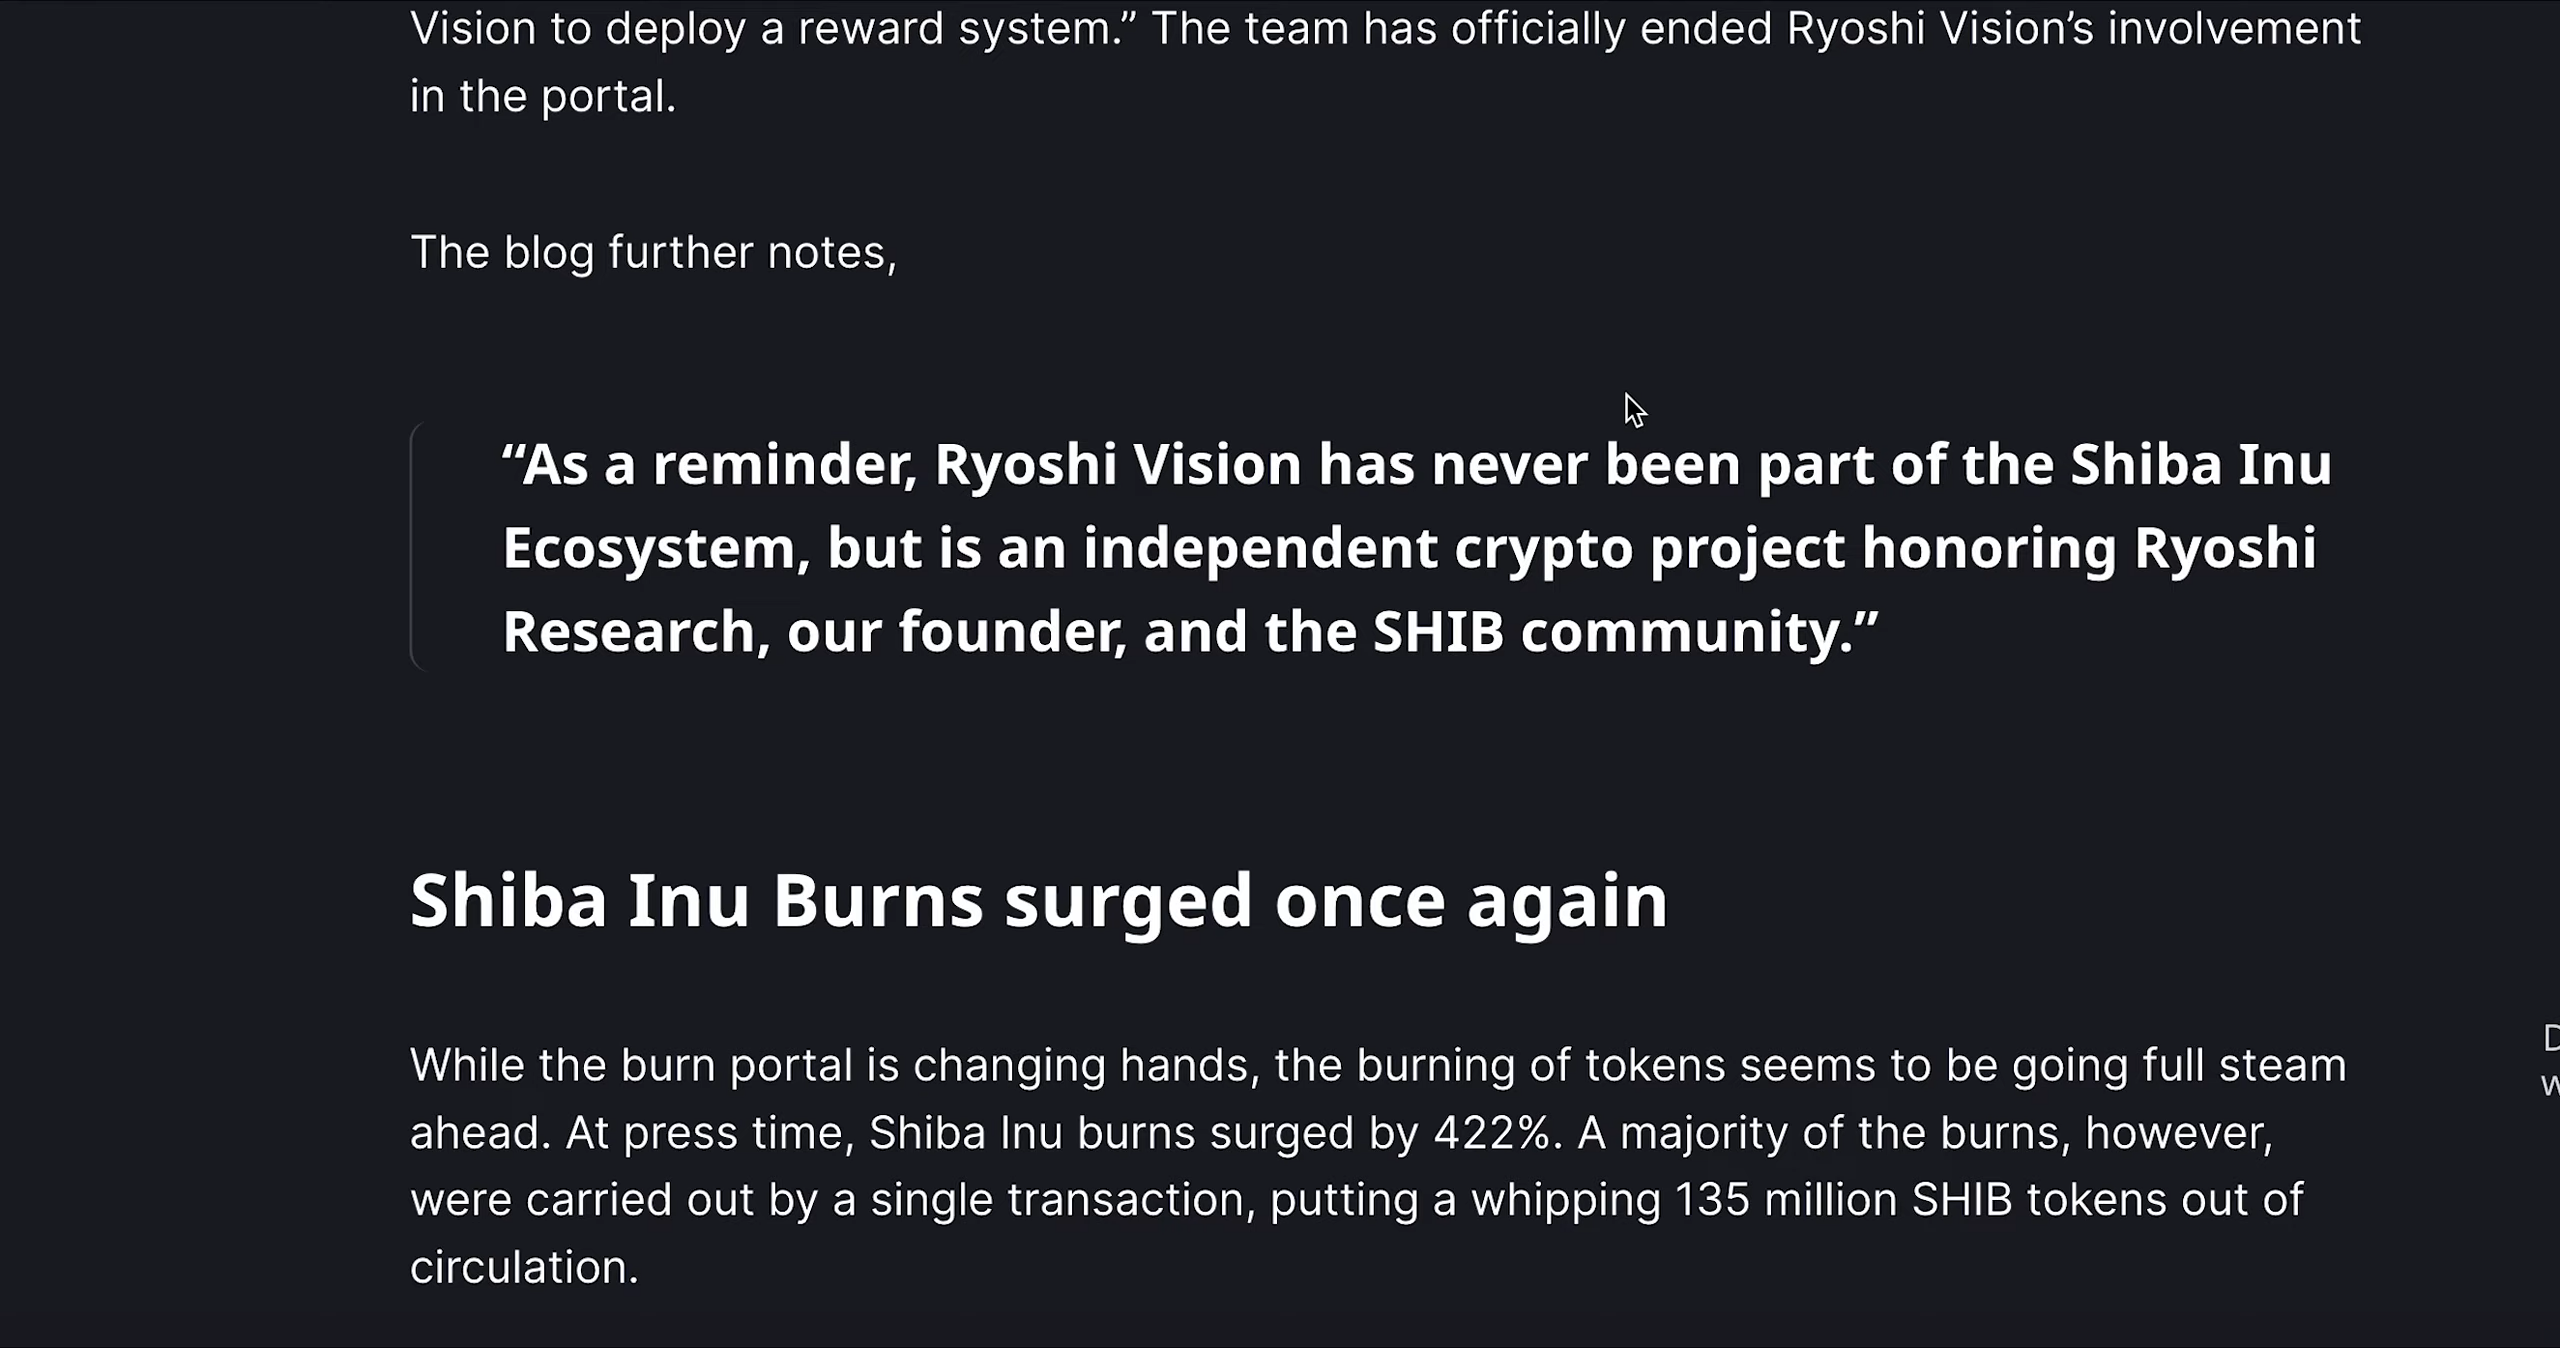 Vision to deploy a reward system.” The team has officially ended Ryoshi Vision’s involvement
in the portal.
The blog further notes,
“As a reminder, Ryoshi Vision has never been part of the Shiba Inu
Ecosystem, but is an independent crypto project honoring Ryoshi
Research, our founder, and the SHIB community.”
Shiba Inu Burns surged once again
While the burn portal is changing hands, the burning of tokens seems to be going full steam
ahead. At press time, Shiba Inu burns surged by 422%. A majority of the burns, however,
were carried out by a single transaction, putting a whipping 135 million SHIB tokens out of
circulation.